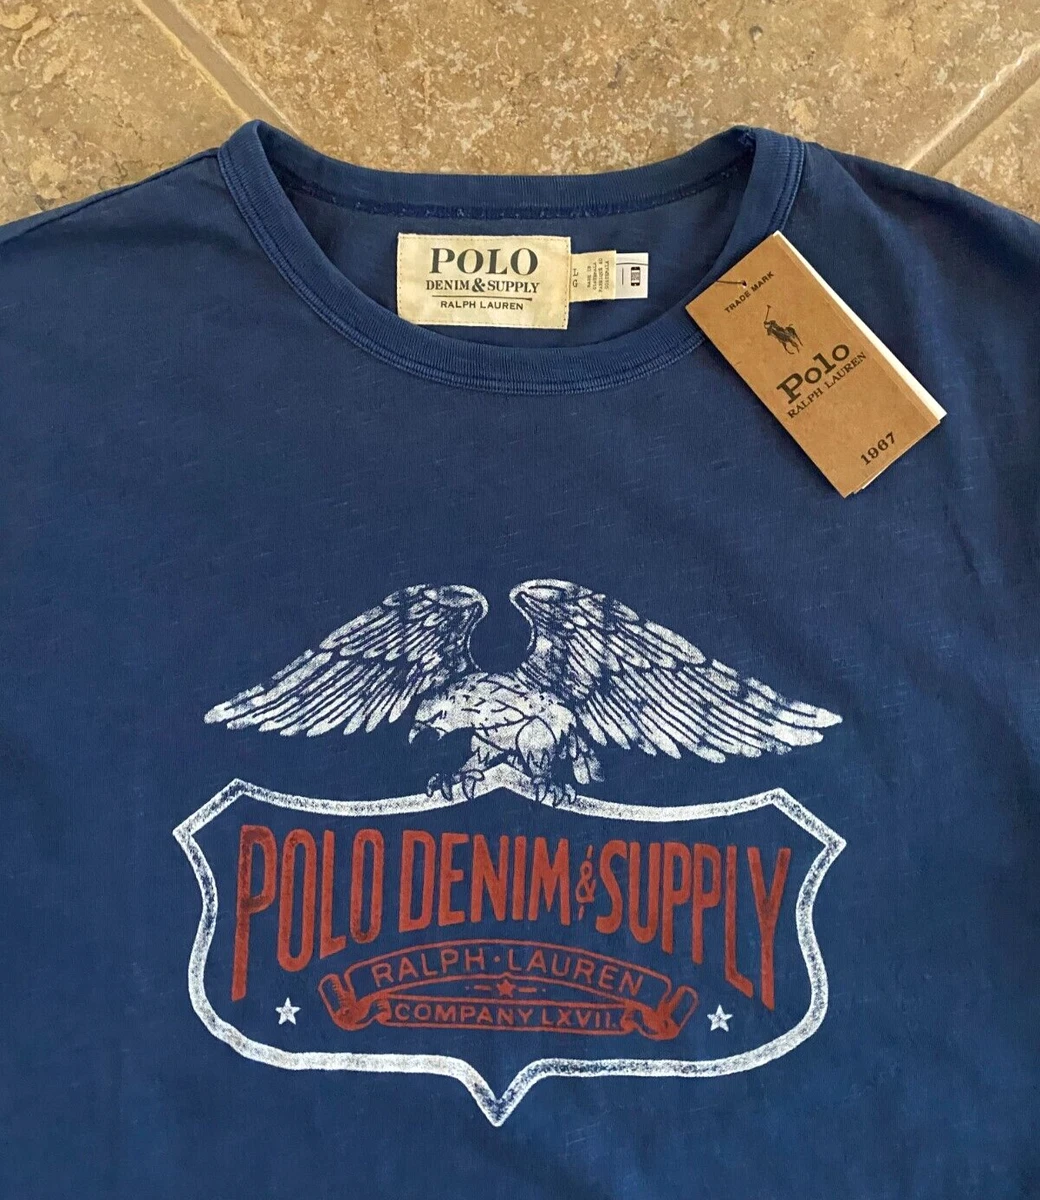 POLO
DENIM & SUPPLY
RALPH LAUREN
LG
TRADE MARK
Polo
RALPH LAUREN
1967
POLO DENIM & SUPPLY
RALPH · LAUREN
COMPANY LXVII.